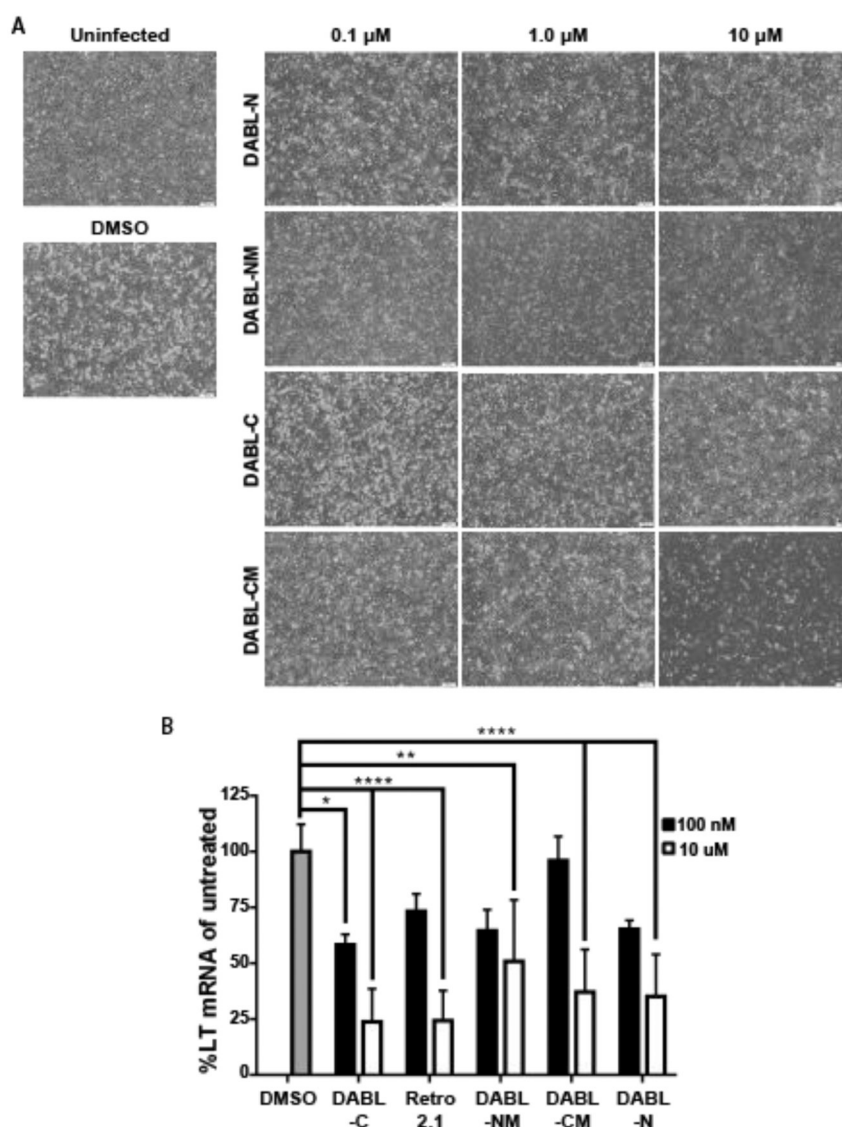 A
Uninfected 0.1 µM 1.0 µM 10 µM
DABL-N
DMSO
DABL-NM
DABL-C
DABL-CM
B
****
**
****
*
%LT mRNA of untreated
125
100
75
50
25
0
100 nM
10 uM
DMSO DABL Retro DABL DABL DABL
-C 2.1 -NM -CM -N